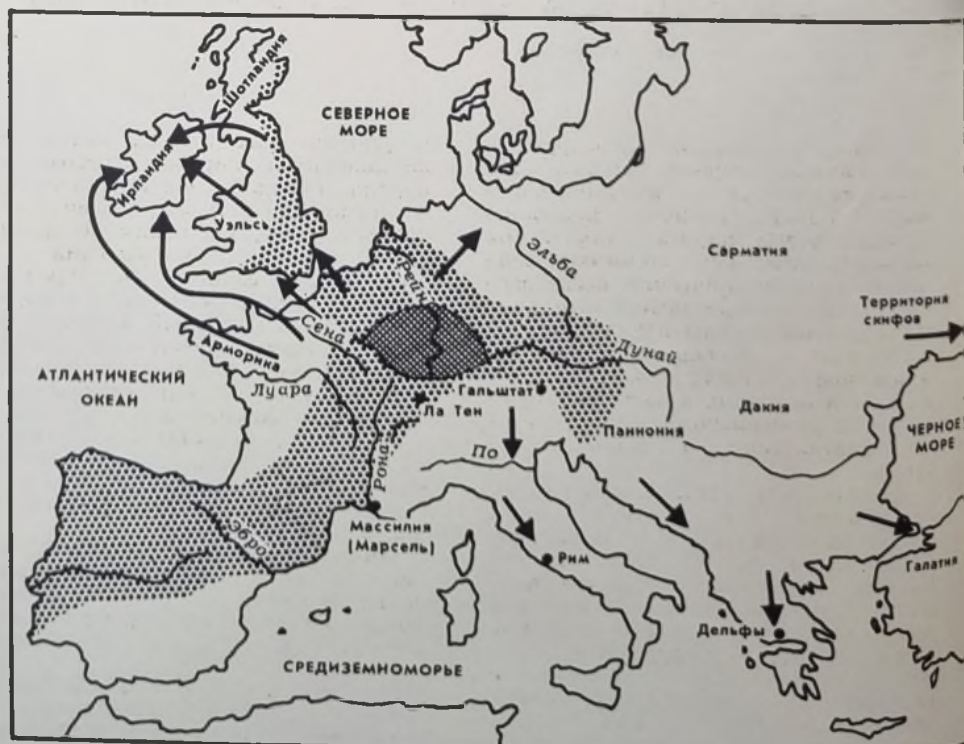 Шотландия
СЕВЕРНОЕ
МОРЕ
Ирландия
Уэльс
Рейн
Эльба
Сарматия
Территория
скифов
Сена
Арморика
Дунай
АТЛАНТИЧЕСКИЙ
ОКЕАН
Луара
Гальштат
Ла Тен
Дакия
Паннония
ЧЕРНОЕ
МОРЕ
По
Рона
Эбро
Массилия
(Марсель)
Рим
Галатия
Дельфы
СРЕДИЗЕМНОМОРЬЕ